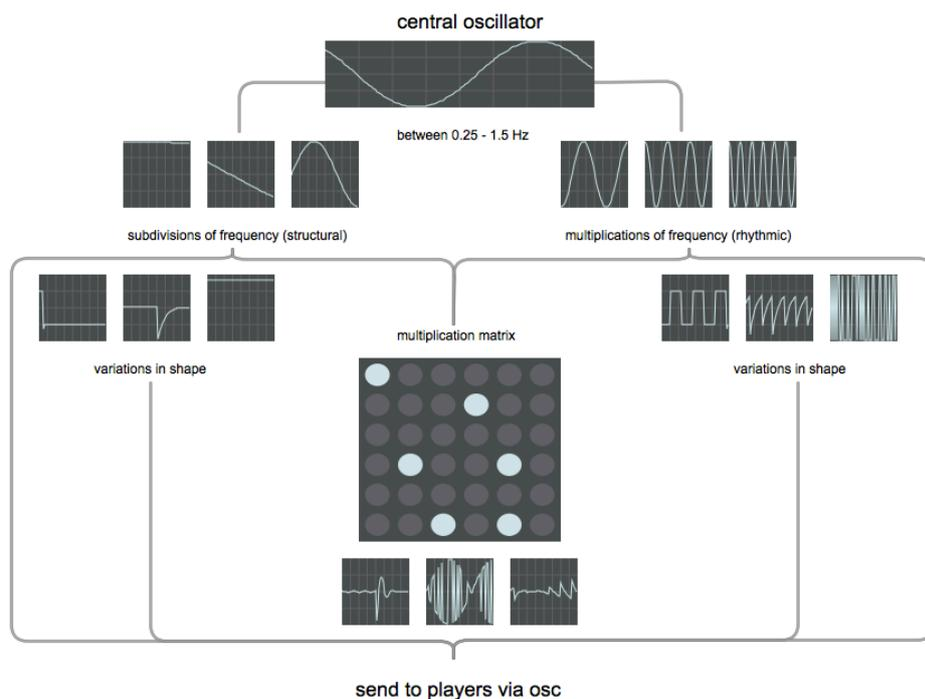 central oscillator
between 0.25 - 1.5 Hz
subdivisions of frequency (structural)
multiplications of frequency (rhythmic)
multiplication matrix
variations in shape
variations in shape
send to players via osc